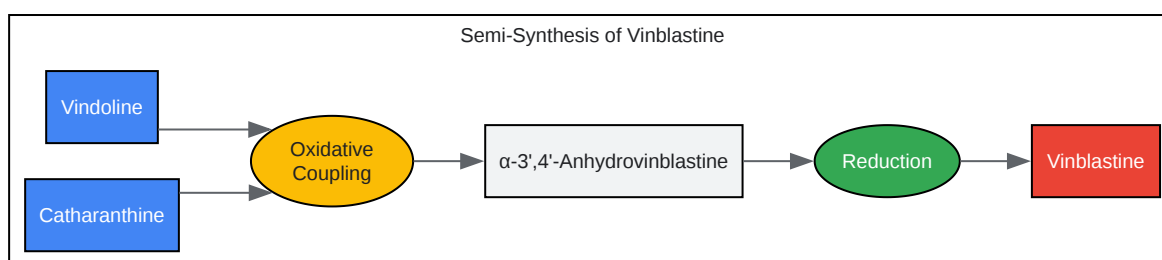 Semi-Synthesis of Vinblastine
Vindoline
Catharanthine
Oxidative
Coupling
α-3',4'-Anhydrovinblastine
Reduction
Vinblastine